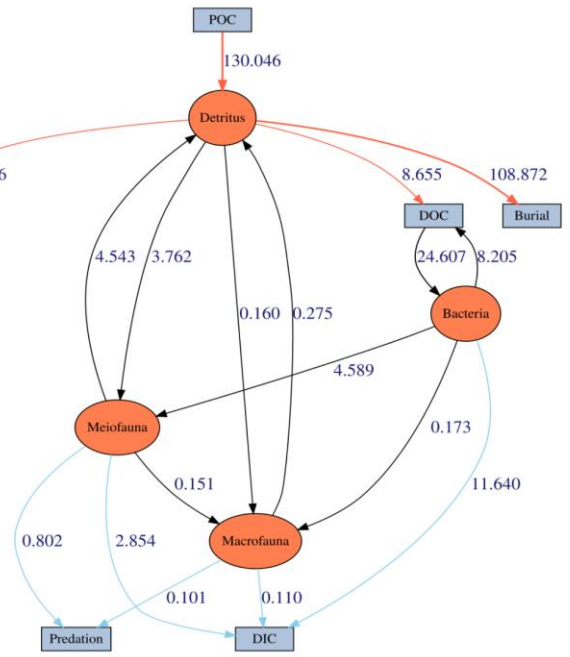 POC
130.046
Detritus
6
8.655
108.872
DOC
Burial
4.543
3.762
24.607
8.205
0.160
0.275
Bacteria
4.589
Meiofauna
0.173
0.151
11.640
0.802
2.854
Macrofauna
0.101
0.110
Predation
DIC